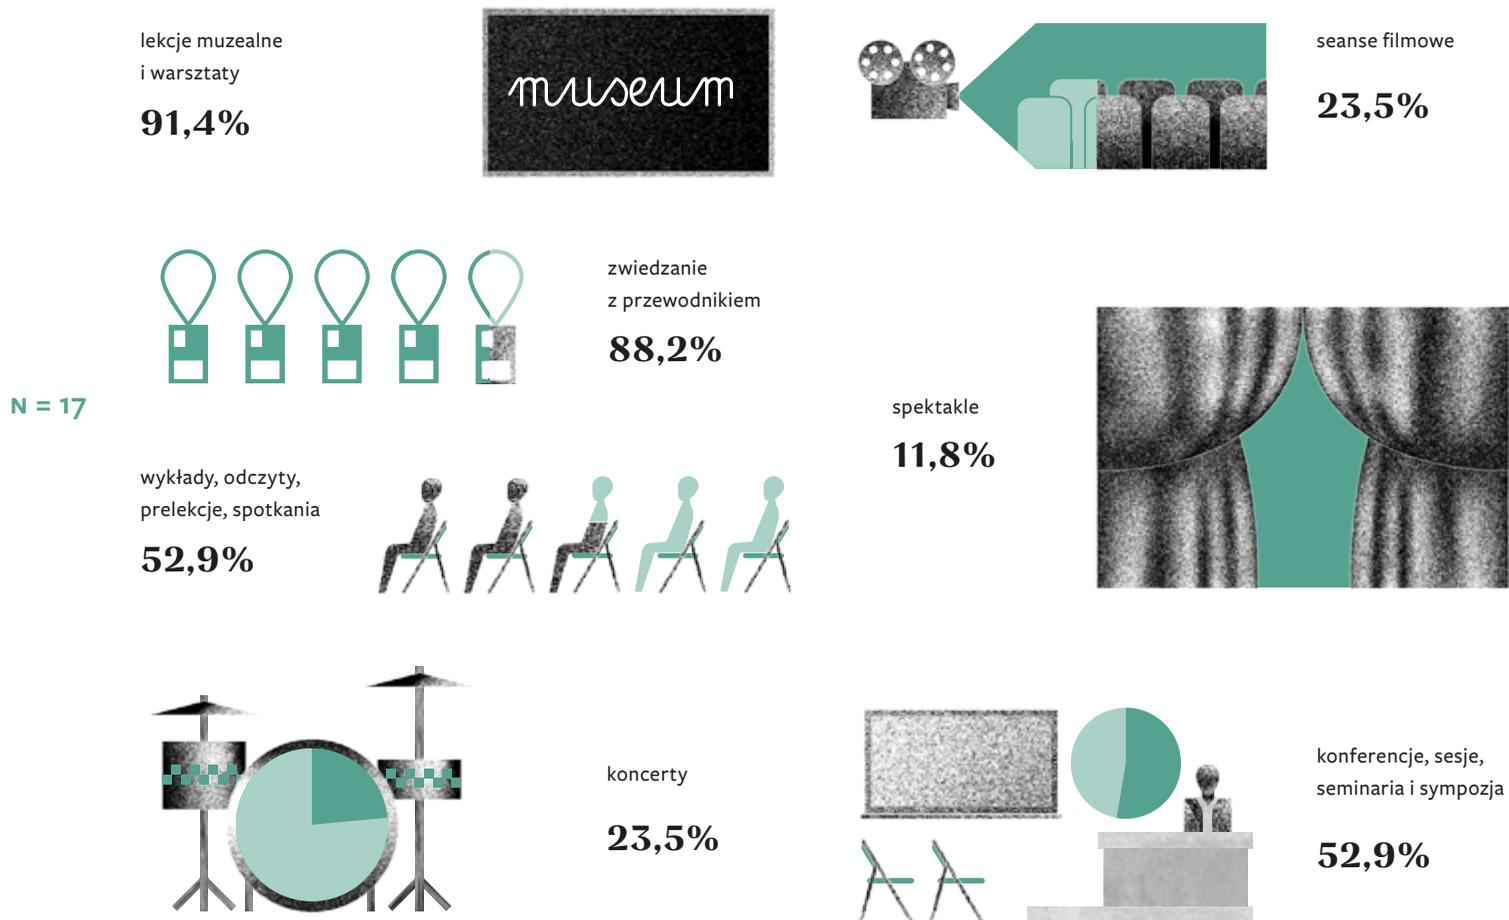 lekcje muzealne
i warsztaty
91,4%
museum
seanse filmowe
23,5%
zwiedzanie
z przewodnikiem
88,2%
N = 17
spektakle
11,8%
wykłady, odczyty,
prelekcje, spotkania
52,9%
koncerty
23,5%
konferencje, sesje,
seminaria i sympozja
52,9%